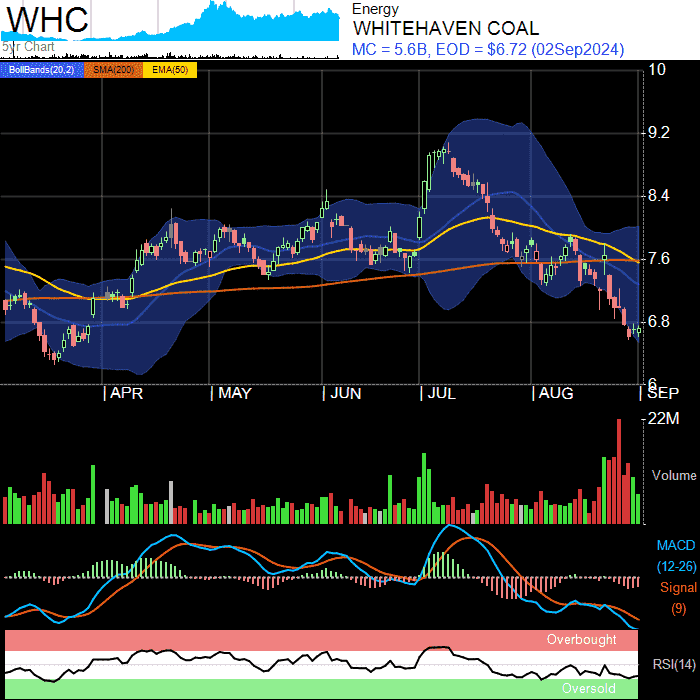 WHC
5yr Chart
Energy
WHITEHAVEN COAL
MC = 5.6B, EOD = $6.72 (02Sep2024)
BollBands(20,2) SMA(200) EMA(50)
10
9.2
8.4
7.6
6.8
6
APR MAY JUN JUL AUG SEP
22M
Volume
MACD
(12-26)
Signal
(9)
Overbought
RSI(14)
Oversold